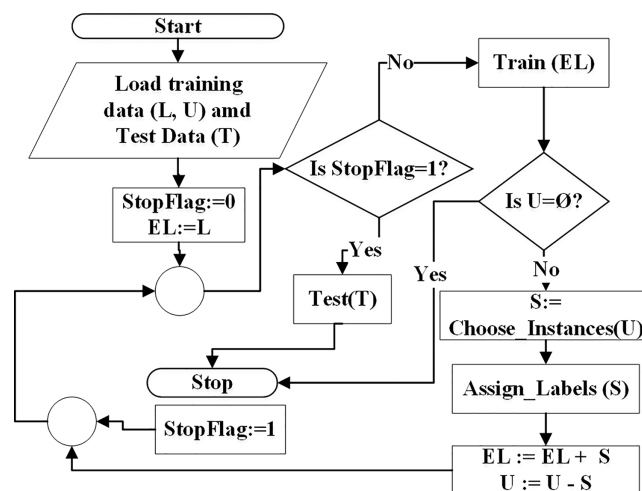 Start
Load training
data (L, U) amd
Test Data (T)
StopFlag:=0
EL:=L
Is StopFlag=1?
No
Train (EL)
Is U=Ø?
Yes
Test(T)
Yes
No
S:=
Choose_Instances(U)
Stop
Assign_Labels (S)
StopFlag:=1
EL := EL + S
U := U - S